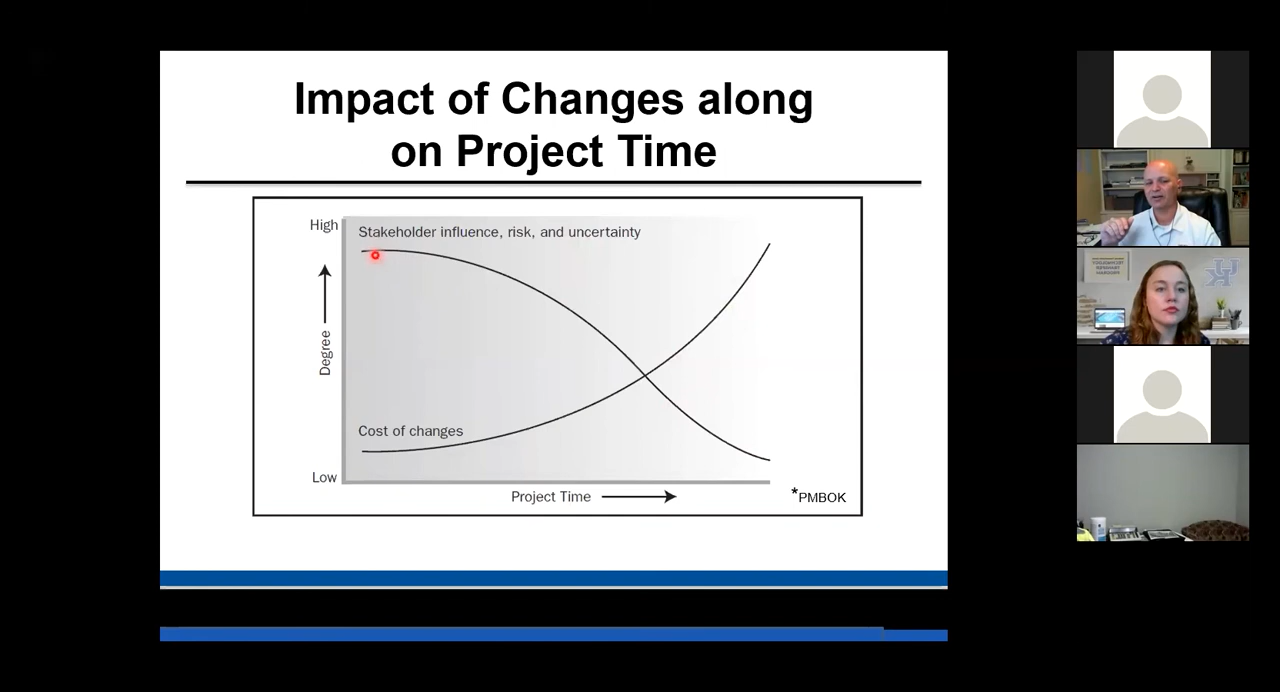 Impact of Changes along
on Project Time
High
Stakeholder influence, risk, and uncertainty
Degree
Cost of changes
Low
Project Time
*PMBOK